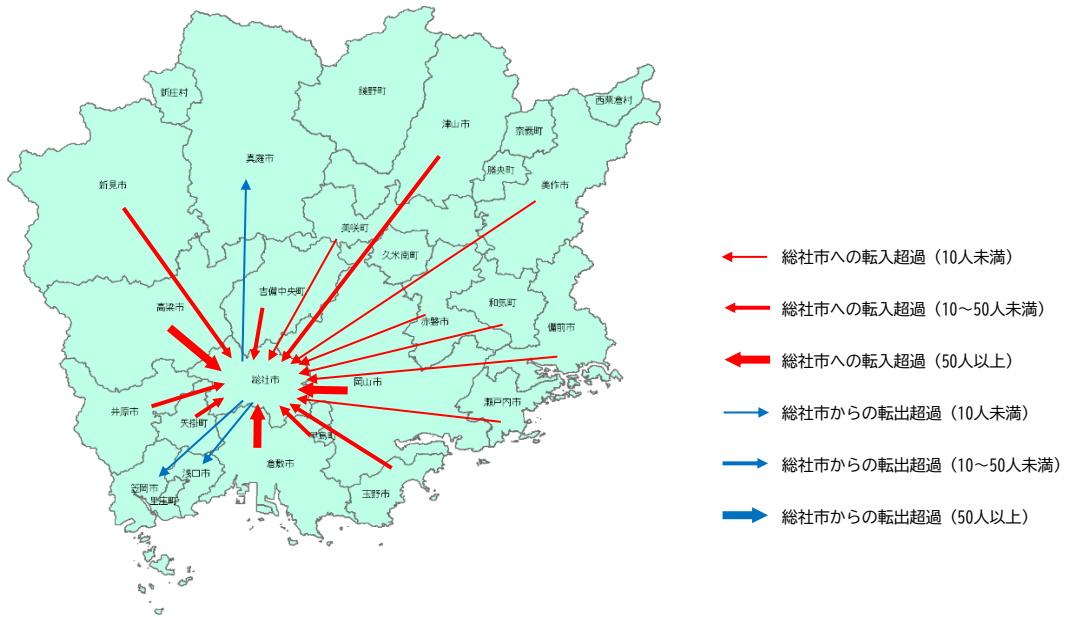 西粟倉村
鏡野町
新庄村
津山市
奈義町
真庭市
勝央町
新見市
美作市
美咲町
久米南町
吉備中央町
高梁市
和気町
赤磐市
備前市
総社市
岡山市
瀬戸内市
井原市
矢掛町
早島町
倉敷市
浅口市
笠岡市
里庄町
玉野市
総社市への転入超過（10人未満）
総社市への転入超過（10～50人未満）
総社市への転入超過（50人以上）
総社市からの転出超過（10人未満）
総社市からの転出超過（10～50人未満）
総社市からの転出超過（50人以上）